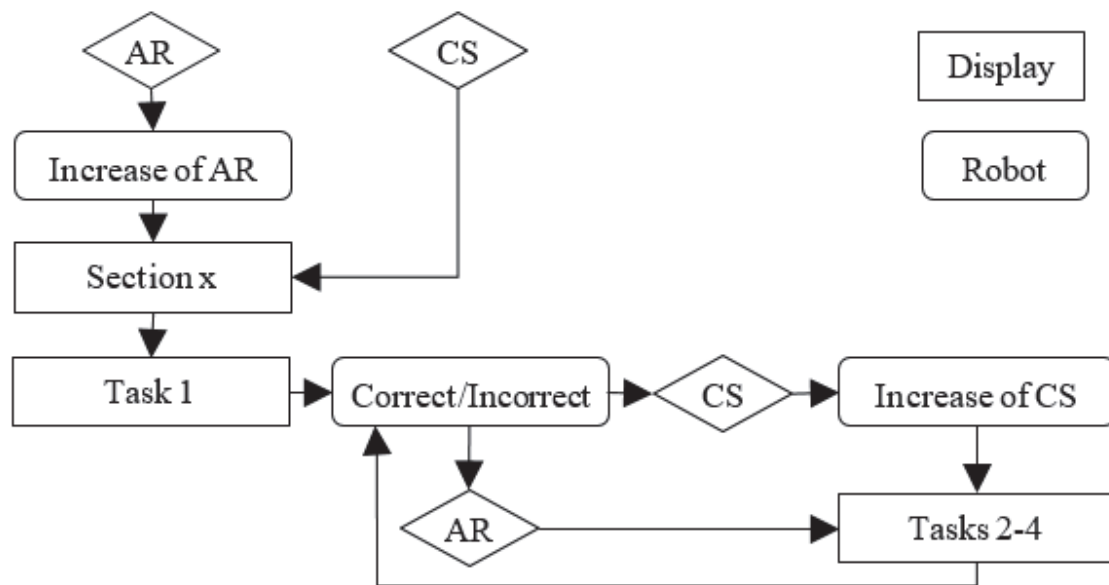 AR
CS
Display
Increase of AR
Robot
Section x
Task 1
Correct/Incorrect
CS
Increase of CS
AR
Tasks 2-4